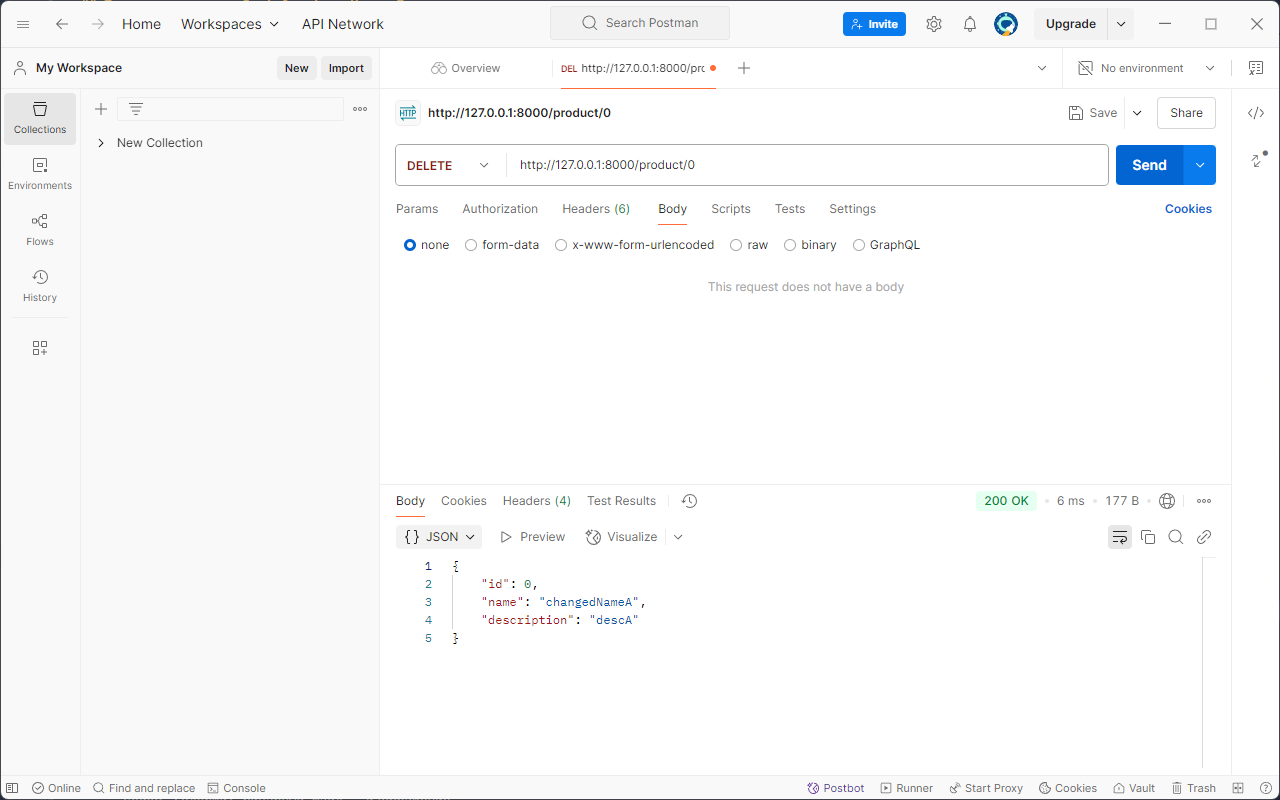 Home Workspaces API Network Search Postman Invite Upgrade
My Workspace New Import Overview DEL http://127.0.0.1:8000/pro No environment
Collections
Environments
Flows
History
New Collection
HTTP http://127.0.0.1:8000/product/0 Save Share
DELETE http://127.0.0.1:8000/product/0 Send
Params Authorization Headers (6) Body Scripts Tests Settings Cookies
none form-data x-www-form-urlencoded raw binary GraphQL
This request does not have a body
Body Cookies Headers (4) Test Results 200 OK 6 ms 177 B
{} JSON Preview Visualize
1 {
2 "id": 0,
3 "name": "changedNameA",
4 "description": "descA"
5 }
Online Find and replace Console Postbot Runner Start Proxy Cookies Vault Trash